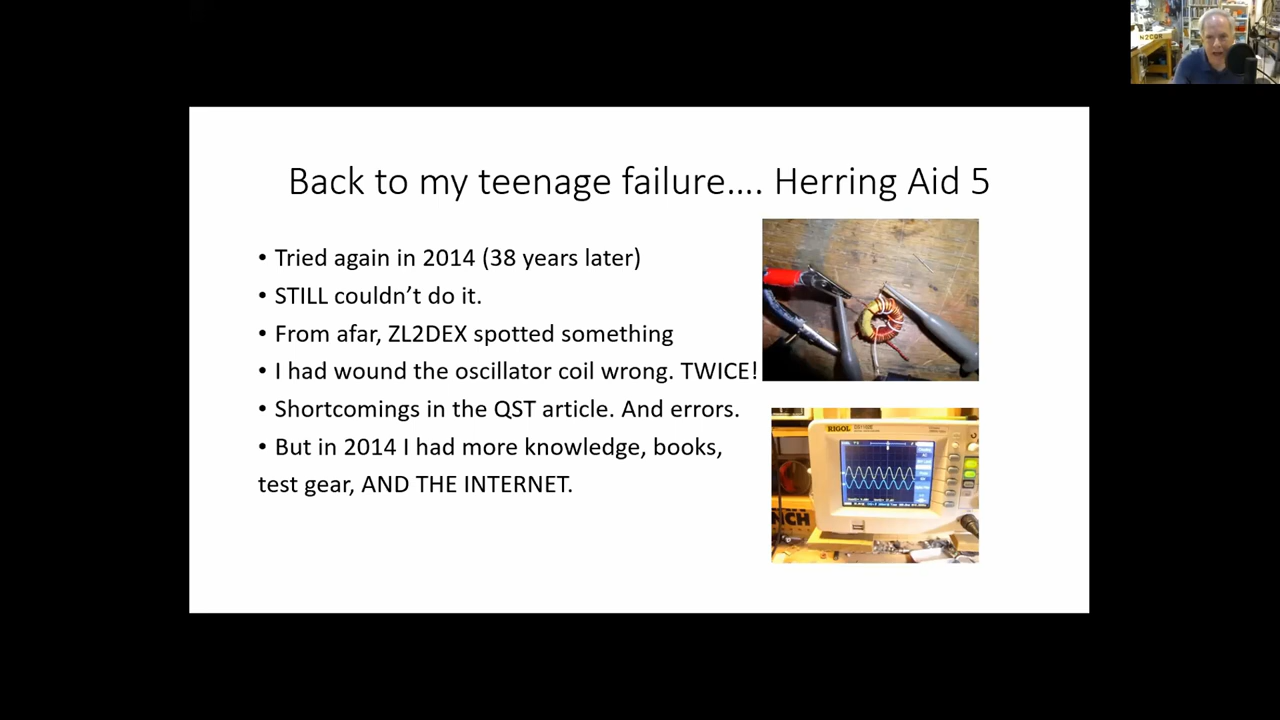 Back to my teenage failure.... Herring Aid 5
• Tried again in 2014 (38 years later)
• STILL couldn't do it.
• From afar, ZL2DEX spotted something
• I had wound the oscillator coil wrong. TWICE!
• Shortcomings in the QST article. And errors.
• But in 2014 I had more knowledge, books,
test gear, AND THE INTERNET.
RIGOL
NCH